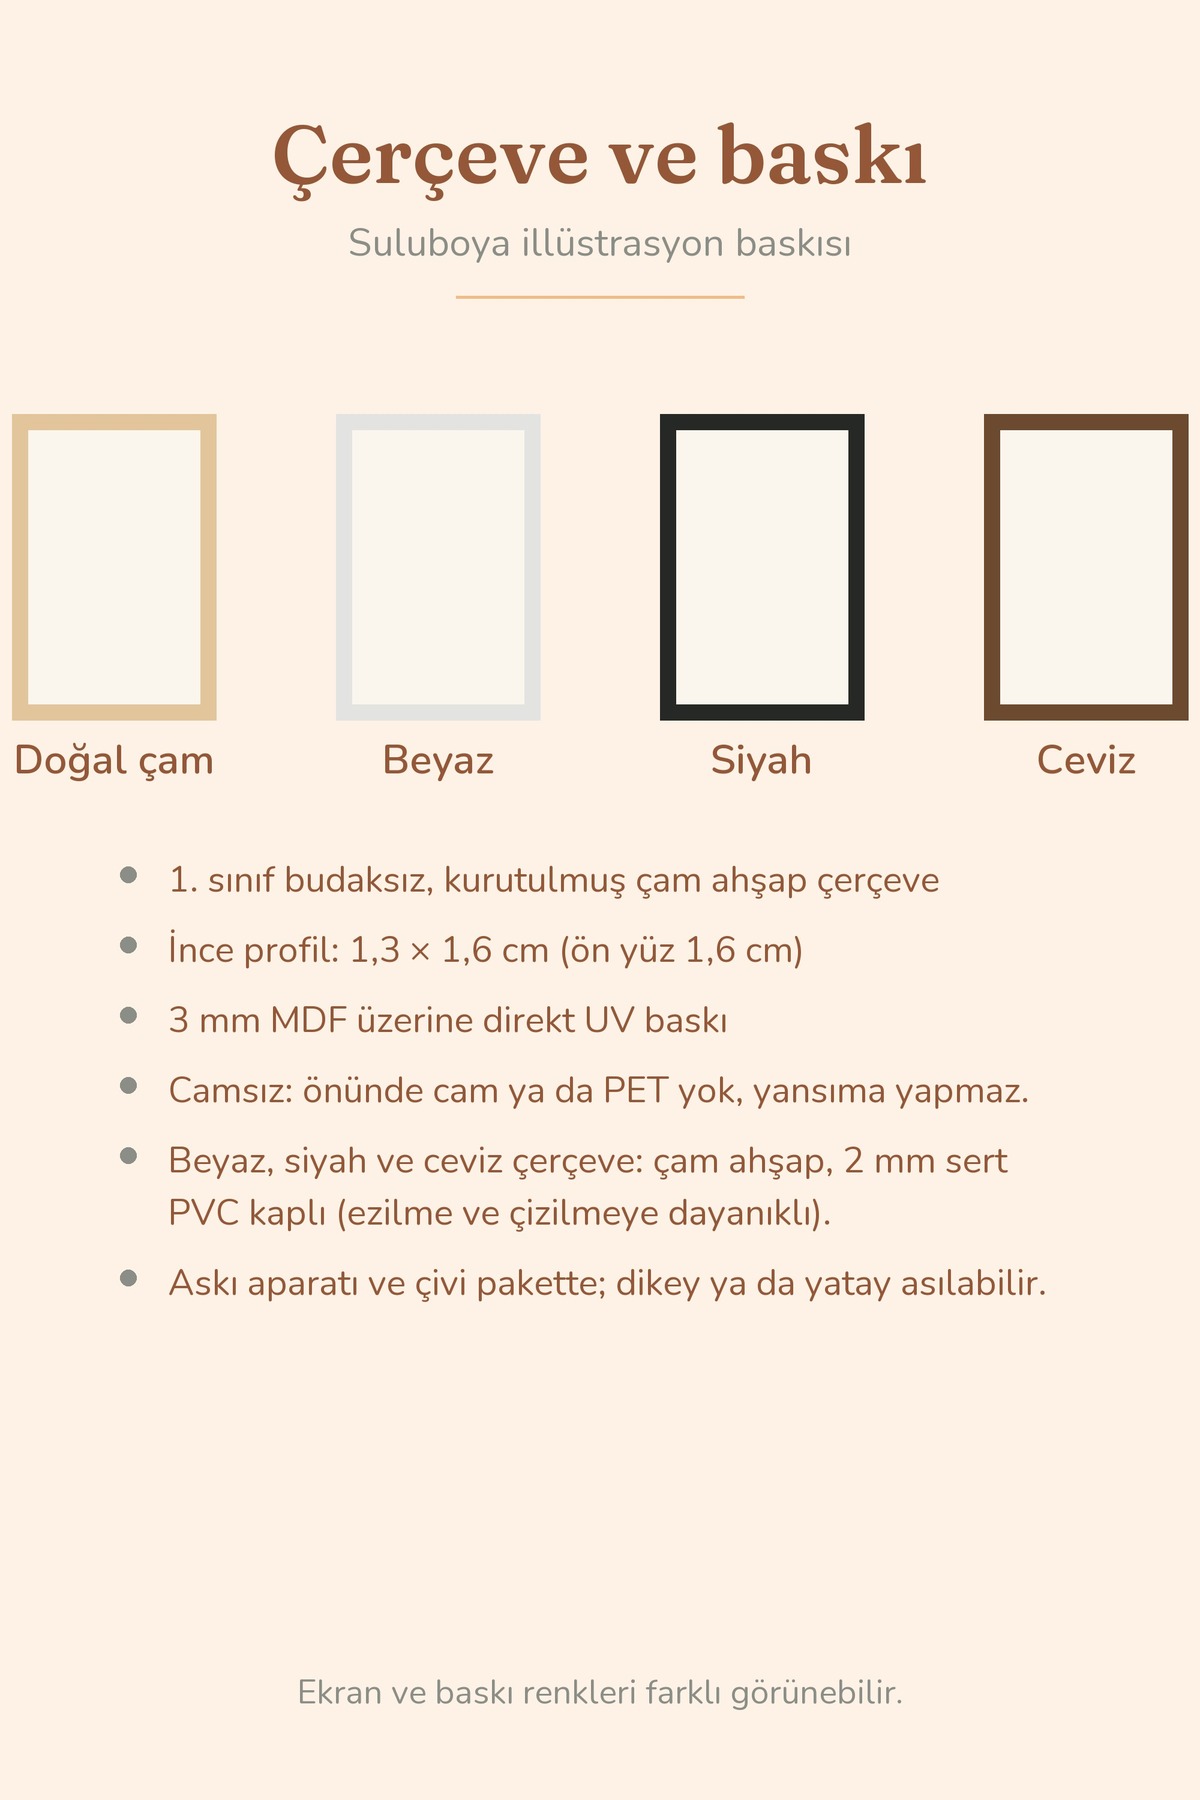 Çerçeve ve baskı
Suluboya illüstrasyon baskısı
Doğal çam
Beyaz
Siyah
Ceviz
1. sınıf budaksız, kurutulmuş çam ahşap çerçeve
İnce profil: 1,3 × 1,6 cm (ön yüz 1,6 cm)
3 mm MDF üzerine direkt UV baskı
Camsız: önünde cam ya da PET yok, yansıma yapmaz.
Beyaz, siyah ve ceviz çerçeve: çam ahşap, 2 mm sert
PVC kaplı (ezilme ve çizilmeye dayanıklı).
Askı aparatı ve çivi pakette; dikey ya da yatay asılabilir.
Ekran ve baskı renkleri farklı görünebilir.